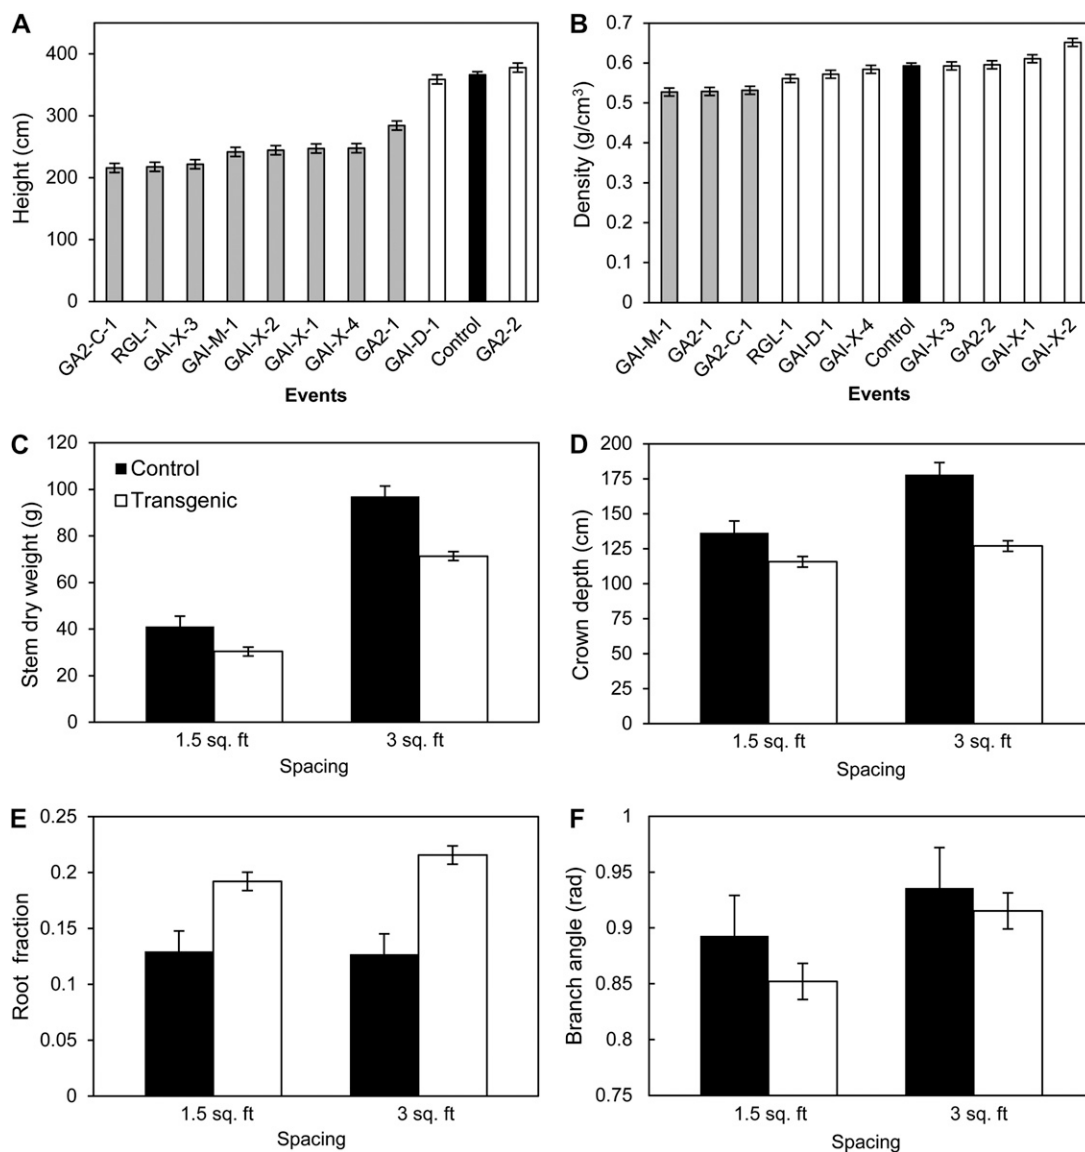 A
Height (cm)
400
300
200
100
0
GA2-C-1
RGL-1
GAI-X-3
GAI-M-1
GAI-X-2
GAI-X-1
GAI-X-4
GA2-1
GAI-D-1
Control
GA2-2
Events
B
Density (g/cm³)
0.7
0.6
0.5
0.4
0.3
0.2
0.1
0
GAI-M-1
GA2-1
GA2-C-1
RGL-1
GAI-D-1
GAI-X-4
Control
GAI-X-3
GA2-2
GAI-X-1
GAI-X-2
Events
C
Stem dry weight (g)
120
100
80
60
40
20
0
Control
Transgenic
1.5 sq. ft
3 sq. ft
Spacing
D
Crown depth (cm)
200
175
150
125
100
75
50
25
0
1.5 sq. ft
3 sq. ft
Spacing
E
Root fraction
0.25
0.2
0.15
0.1
0.05
0
1.5 sq. ft
3 sq. ft
Spacing
F
Branch angle (rad)
1
0.95
0.9
0.85
0.8
0.75
1.5 sq. ft
3 sq. ft
Spacing